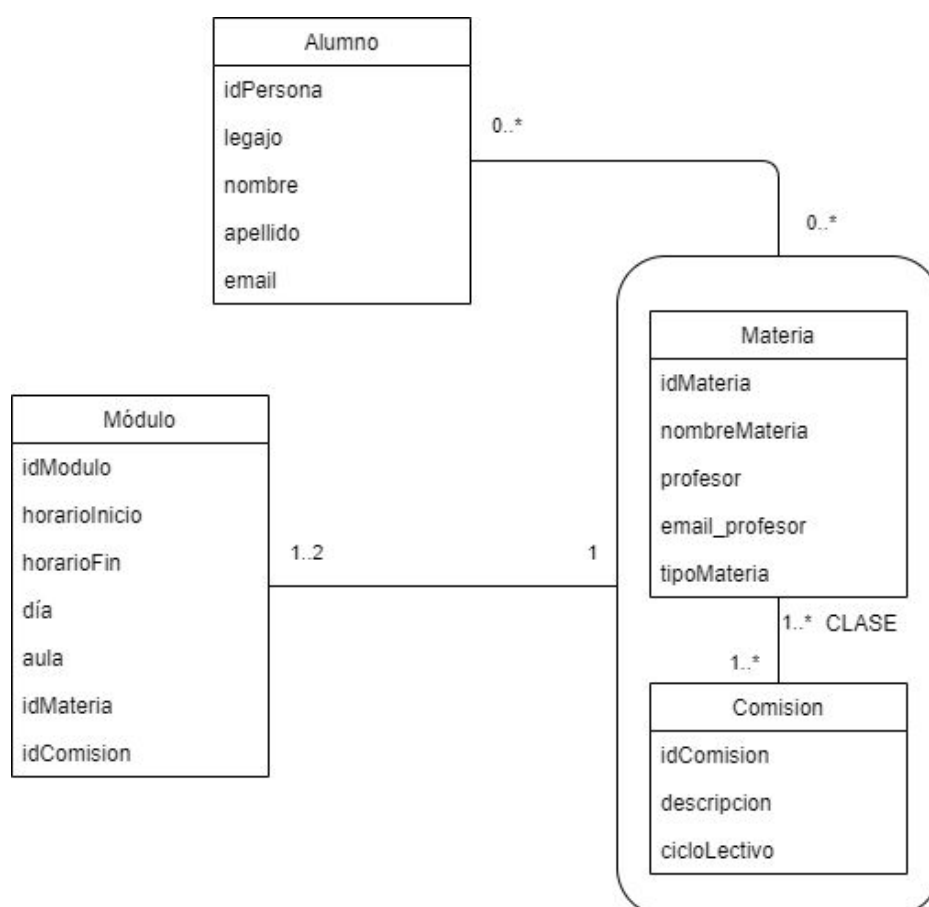 Alumno
idPersona
legajo
nombre
apellido
email
0..*
0..*
Materia
idMateria
nombreMateria
profesor
email_profesor
tipoMateria
1..* CLASE
1..*
Comision
idComision
descripcion
cicloLectivo
Módulo
idModulo
horarioInicio
horarioFin
día
aula
idMateria
idComision
1..2
1